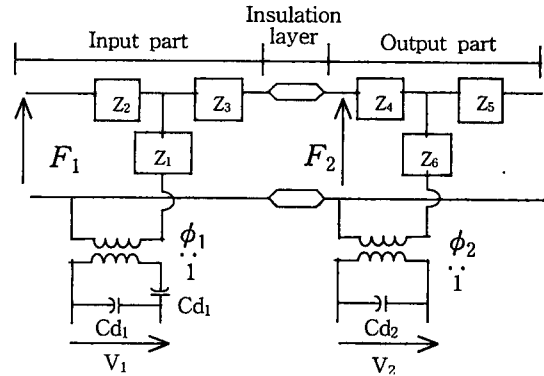 Input part
Insulation layer
Output part
Z₂
Z₃
Z₄
Z₅
F₁
Z₁
F₂
Z₆
ϕ₁
:
1
ϕ₂
:
1
Cd₁
Cd₁
Cd₂
V₁
V₂